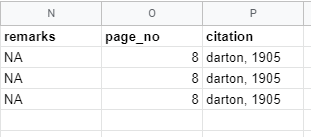 N O P
remarks page_no citation
NA 8 darton, 1905
NA 8 darton, 1905
NA 8 darton, 1905